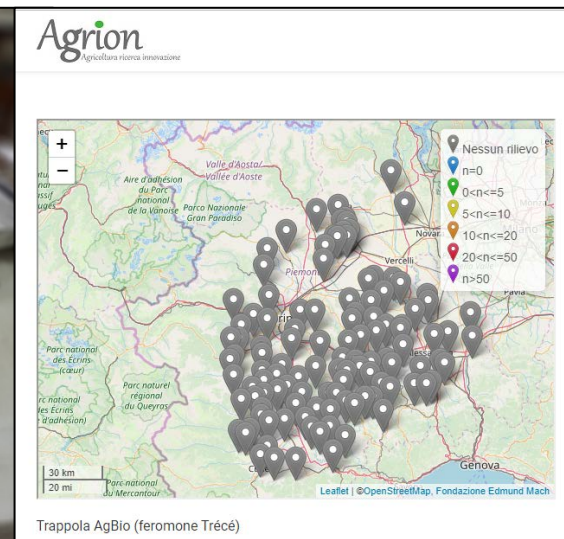 Agrion
Agricoltura ricerca innovazione
+
−
Nessun rilievo
n=0
0<n<=5
5<n<=10
10<n<=20
20<n<=50
n>50
Valle d'Aosta/
Vallée d'Aoste
Aire d'adhésion
du Parc
national
de la Vanoise
Parco Nazionale
Gran Paradiso
Novar
Vercelli
Piemon
Pavia
Parc national
des Écrins
(cœur)
Parc naturel
régional
du Queyras
d'adhésion)
Genova
Parc national
du Mercantour
30 km
20 mi
Leaflet | ©OpenStreetMap, Fondazione Edmund Mach
Trappola AgBio (feromone Trécé)